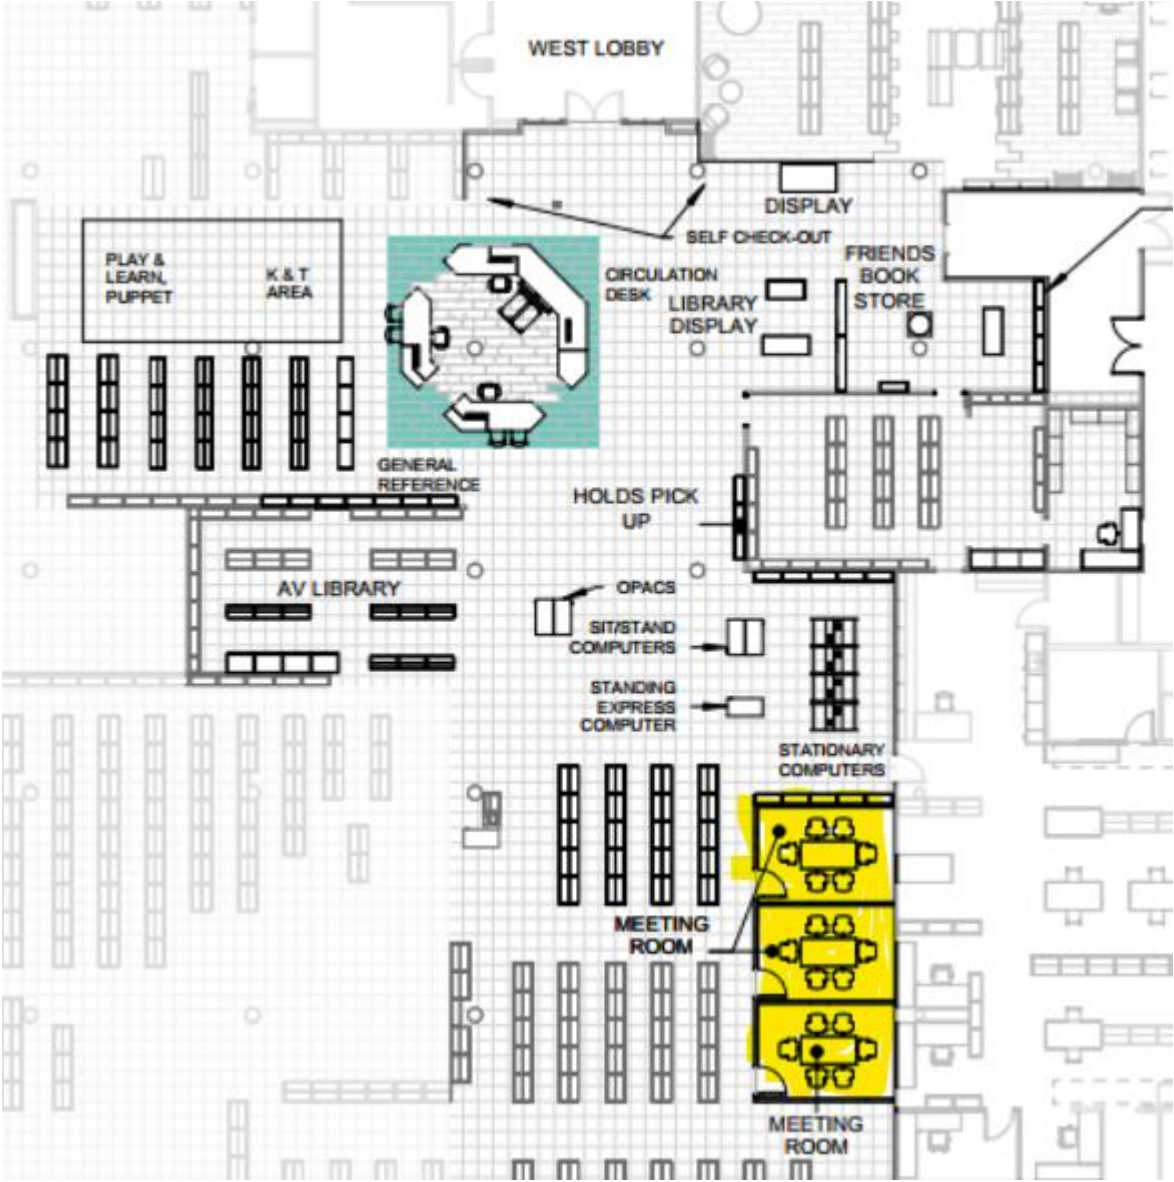 WEST LOBBY
DISPLAY
SELF CHECK-OUT
PLAY &
LEARN,
PUPPET
K & T
AREA
CIRCULATION
DESK
LIBRARY
DISPLAY
FRIENDS
BOOK
STORE
GENERAL
REFERENCE
HOLDS PICK
UP
AV LIBRARY
OPACS
SIT/STAND
COMPUTERS
STANDING
EXPRESS
COMPUTER
STATIONARY
COMPUTERS
MEETING
ROOM
MEETING
ROOM